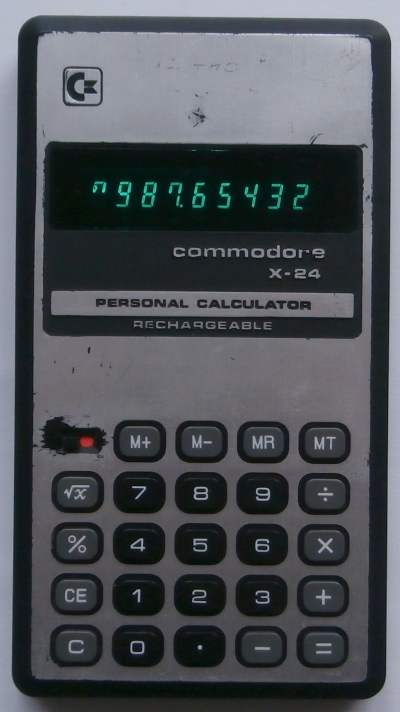 987.65432
commodore
X-24
PERSONAL CALCULATOR
RECHARGEABLE
M+ M- MR MT
√x 7 8 9 ÷
% 4 5 6 ×
CE 1 2 3 +
C 0 . - =